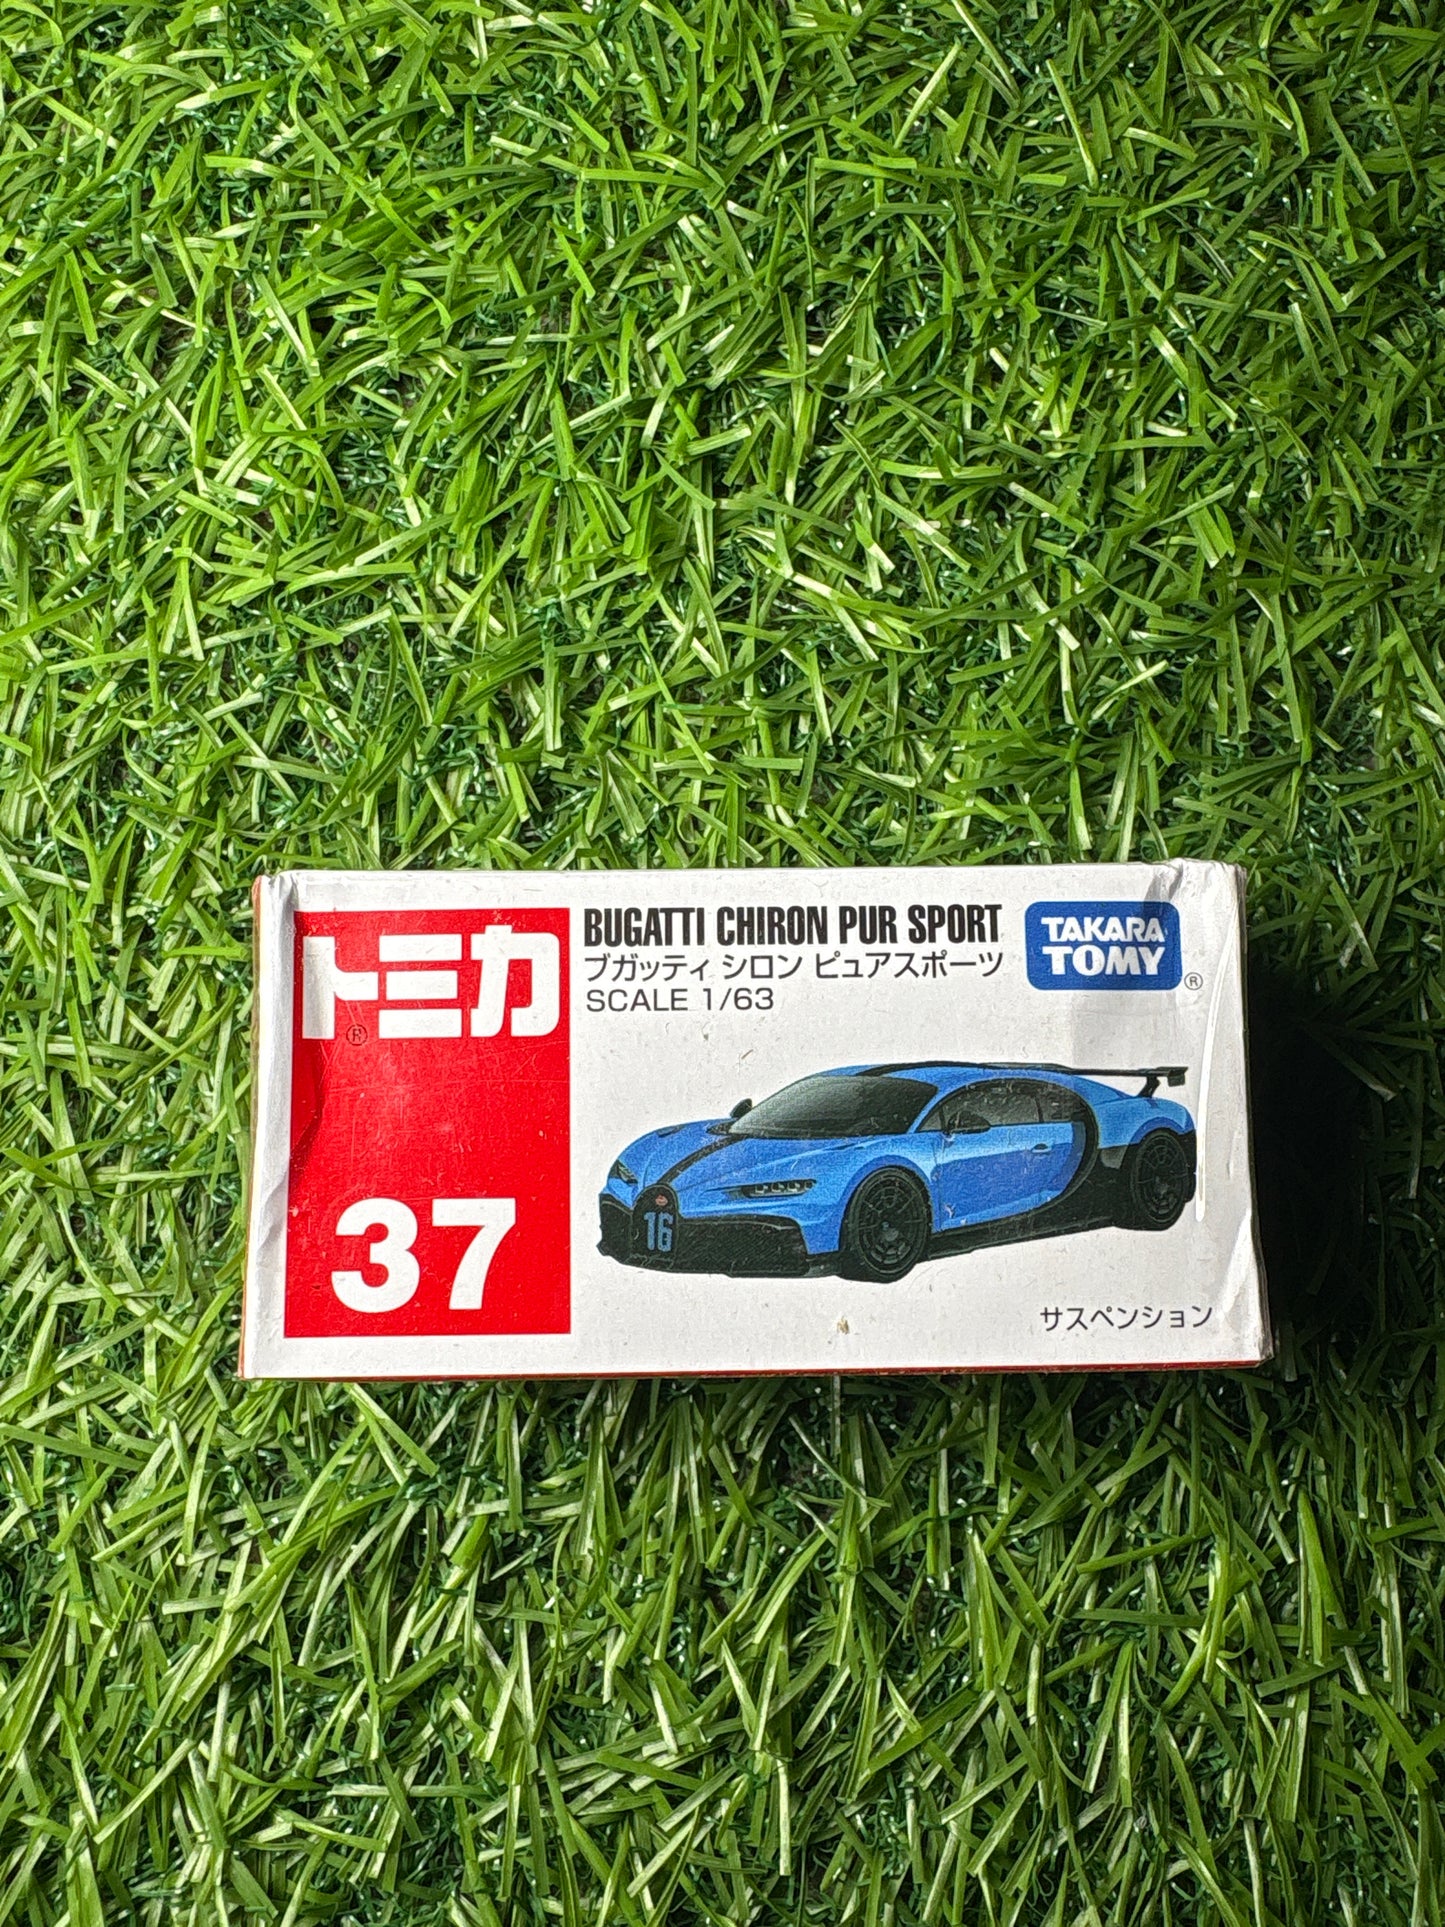 トミカ®
37
BUGATTI CHIRON PUR SPORT
ブガッティ シロン ピュアスポーツ
SCALE 1/63
TAKARA
TOMY®
16
サスペンション